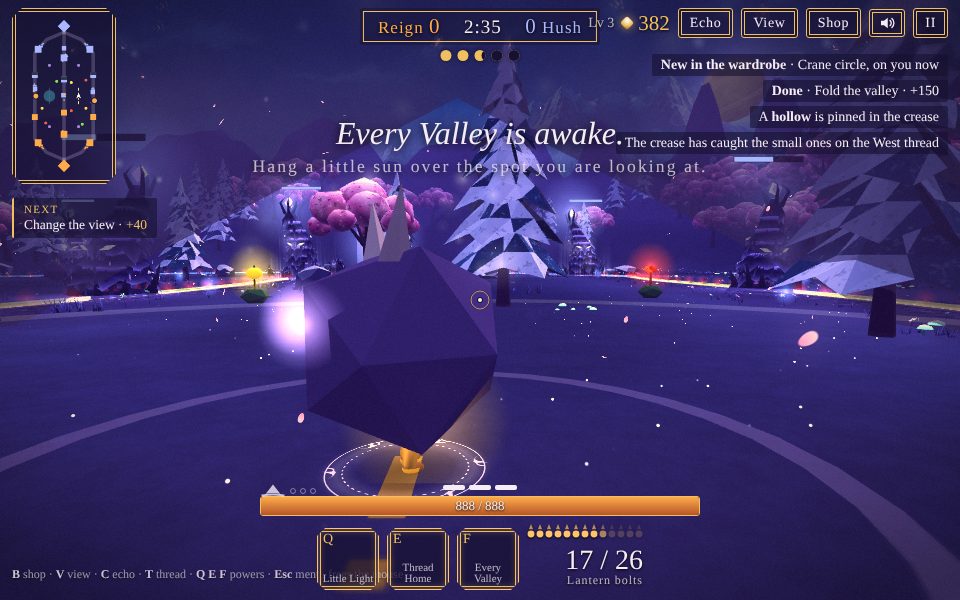 Reign 0 2:35 0 Hush
Lv 3 382
Echo
View
Shop
II
New in the wardrobe · Crane circle, on you now
Done · Fold the valley · +150
A hollow is pinned in the crease
The crease has caught the small ones on the West thread
Every Valley is awake.
Hang a little sun over the spot you are looking at.
NEXT
Change the view · +40
888 / 888
Q
Little Light
E
Thread
Home
F
Every
Valley
17 / 26
Lantern bolts
B shop · V view · C echo · T thread · Q E F powers · Esc